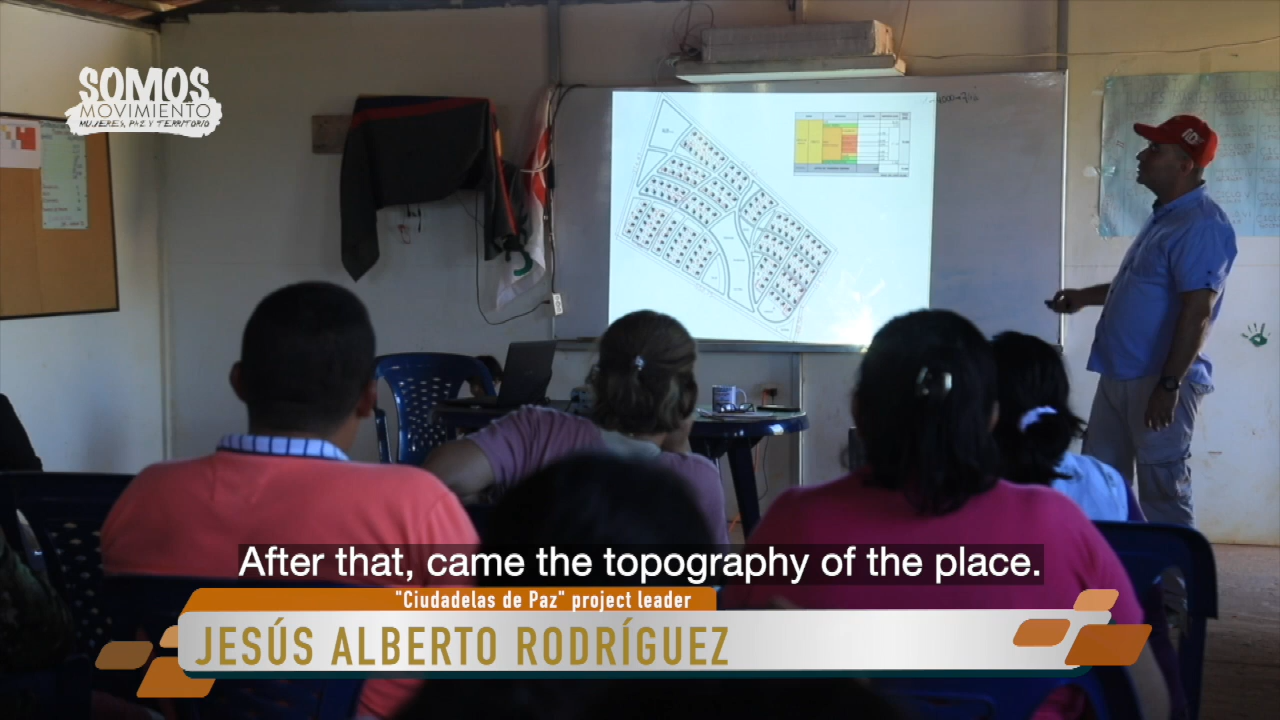 SOMOS
MOVIMIENTO
MUJERES, PAZ Y TERRITORIO
After that, came the topography of the place.
"Ciudadelas de Paz" project leader
JESÚS ALBERTO RODRÍGUEZ